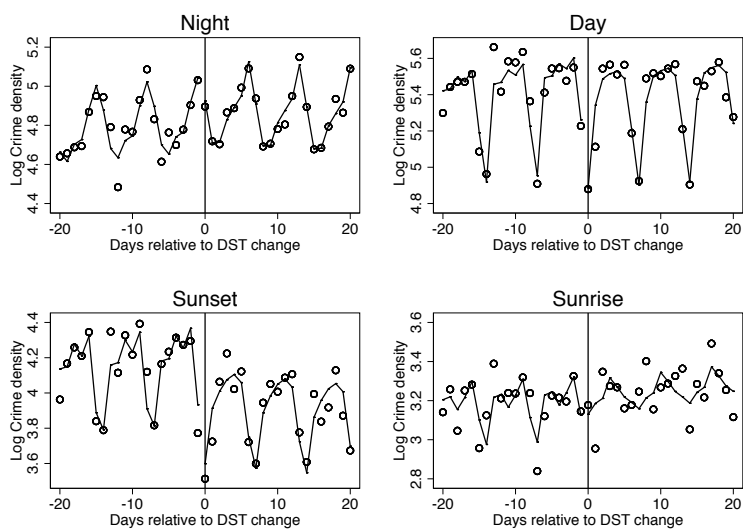 Night
Log Crime density
5.2
5
4.8
4.6
4.4
-20 -10 0 10 20
Days relative to DST change
Day
Log Crime density
5.6
5.4
5.2
5
4.8
-20 -10 0 10 20
Days relative to DST change
Sunset
Log Crime density
4.4
4.2
4
3.8
3.6
-20 -10 0 10 20
Days relative to DST change
Sunrise
Log Crime density
3.6
3.4
3.2
3
2.8
-20 -10 0 10 20
Days relative to DST change